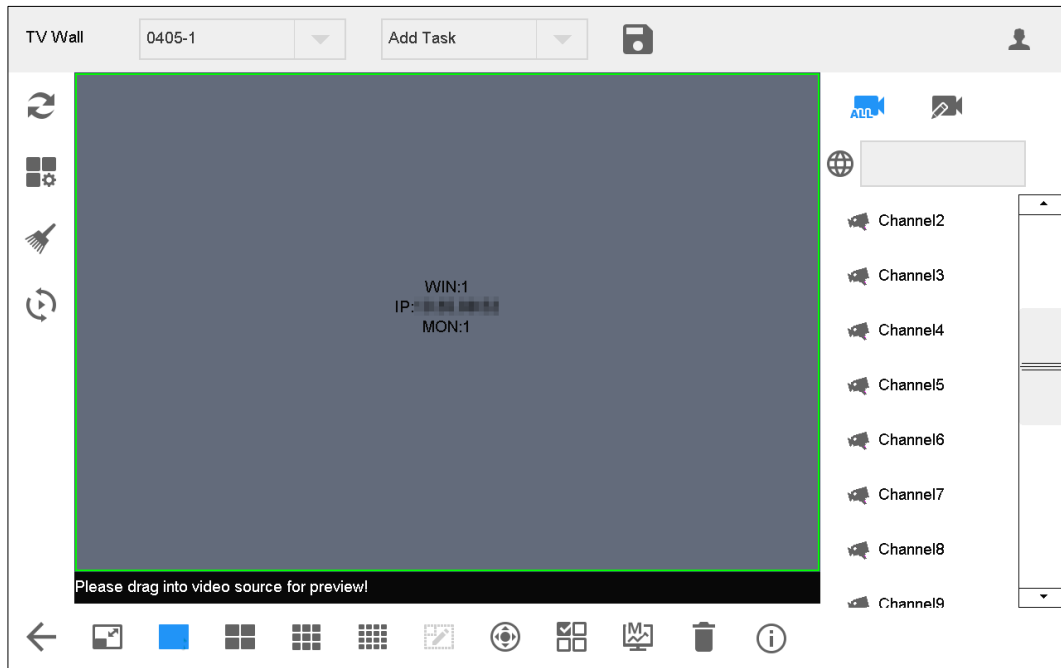 TV Wall
0405-1
Add Task
ALL
WIN:1
IP:
MON:1
Channel2
Channel3
Channel4
Channel5
Channel6
Channel7
Channel8
Channel9
Please drag into video source for preview!
M
i